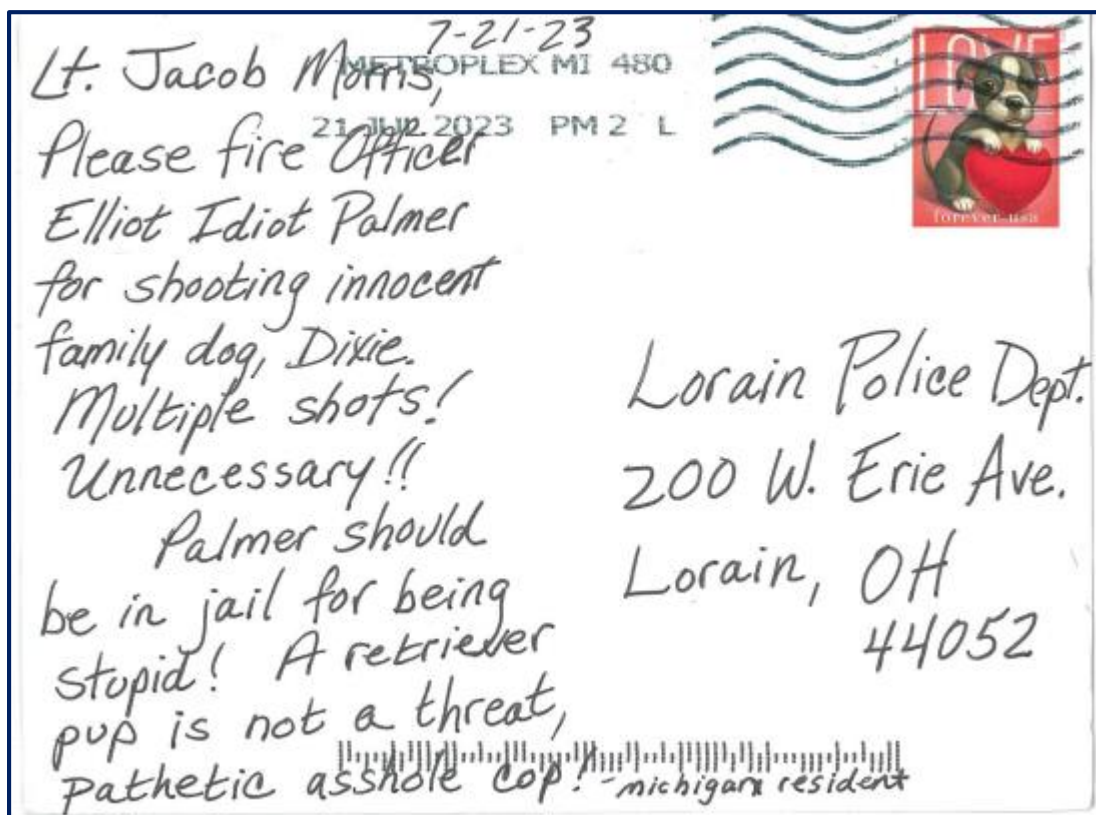 7-21-23
METROPLEX MI 480
21 JUL 2023 PM 2 L
LOVE
forever-usa
Lt. Jacob Morris,
Please fire Officer
Elliot Idiot Palmer
for shooting innocent
family dog, Dixie.
Multiple shots!
Unnecessary!!
Palmer should
be in jail for being
stupid! A retriever
pup is not a threat,
pathetic asshole cop!
-michigan resident
Lorain Police Dept.
200 W. Erie Ave.
Lorain, OH
44052